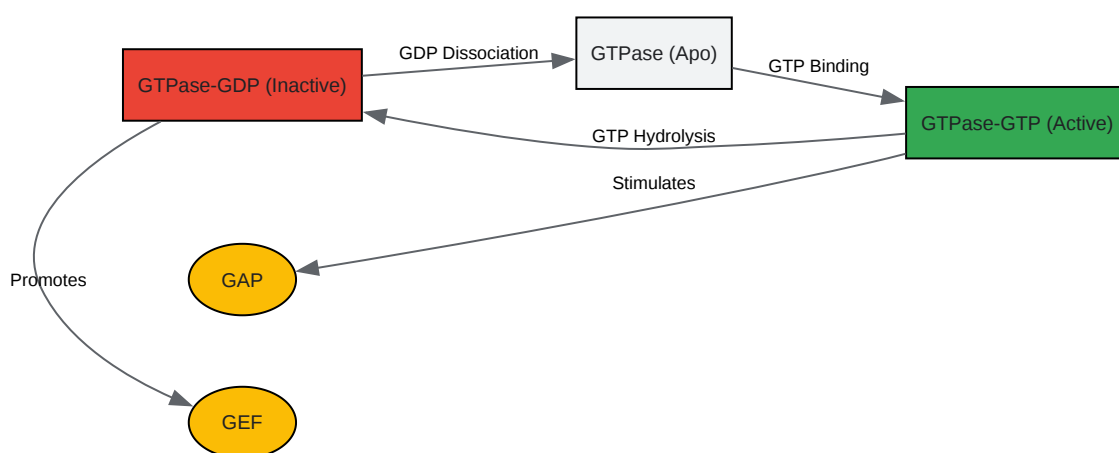 GDP Dissociation
GTPase (Apo)
GTP Binding
GTPase-GDP (Inactive)
GTPase-GTP (Active)
GTP Hydrolysis
Stimulates
GAP
Promotes
GEF